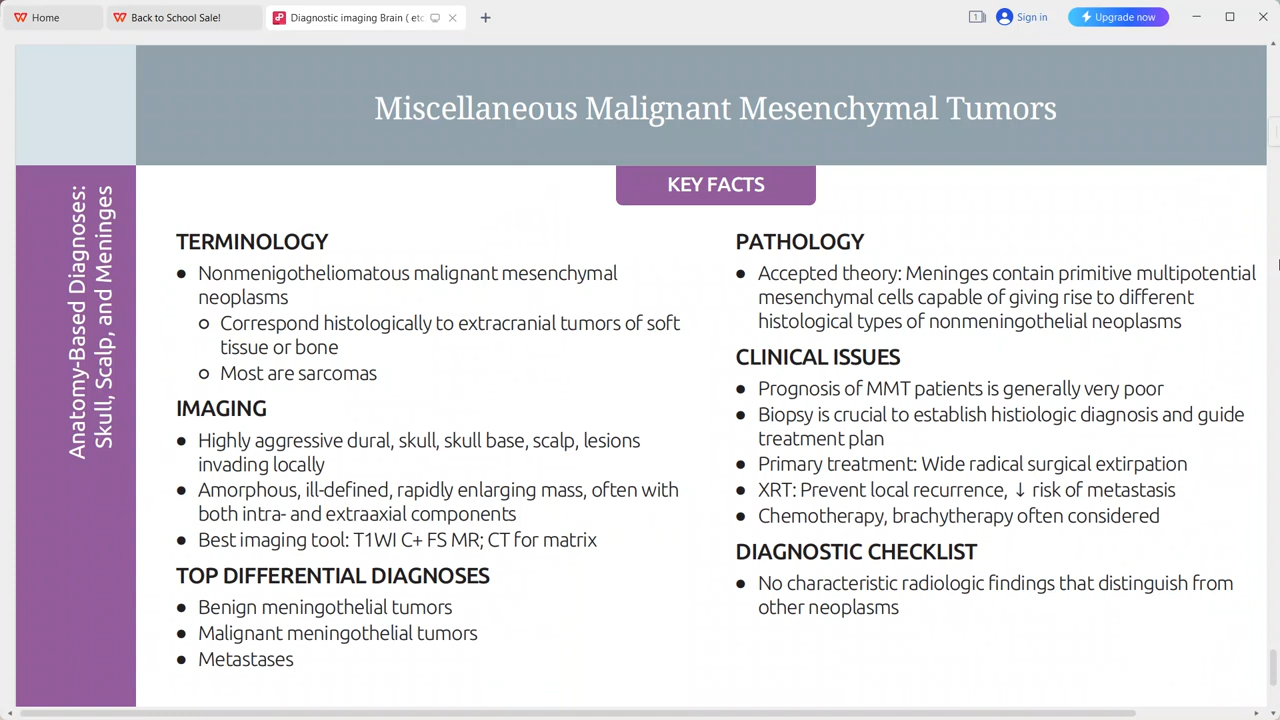 Home
Back to School Sale!
Diagnostic imaging Brain ( etc
1
Sign in
Upgrade now
Miscellaneous Malignant Mesenchymal Tumors
Anatomy-Based Diagnoses:
Skull, Scalp, and Meninges
KEY FACTS
TERMINOLOGY
● Nonmenigotheliomatous malignant mesenchymal
neoplasms
○ Correspond histologically to extracranial tumors of soft
tissue or bone
○ Most are sarcomas
IMAGING
● Highly aggressive dural, skull, skull base, scalp, lesions
invading locally
● Amorphous, ill-defined, rapidly enlarging mass, often with
both intra- and extraaxial components
● Best imaging tool: T1WI C+ FS MR; CT for matrix
TOP DIFFERENTIAL DIAGNOSES
● Benign meningothelial tumors
● Malignant meningothelial tumors
● Metastases
PATHOLOGY
● Accepted theory: Meninges contain primitive multipotential
mesenchymal cells capable of giving rise to different
histological types of nonmeningothelial neoplasms
CLINICAL ISSUES
● Prognosis of MMT patients is generally very poor
● Biopsy is crucial to establish histiologic diagnosis and guide
treatment plan
● Primary treatment: Wide radical surgical extirpation
● XRT: Prevent local recurrence, ↓ risk of metastasis
● Chemotherapy, brachytherapy often considered
DIAGNOSTIC CHECKLIST
● No characteristic radiologic findings that distinguish from
other neoplasms